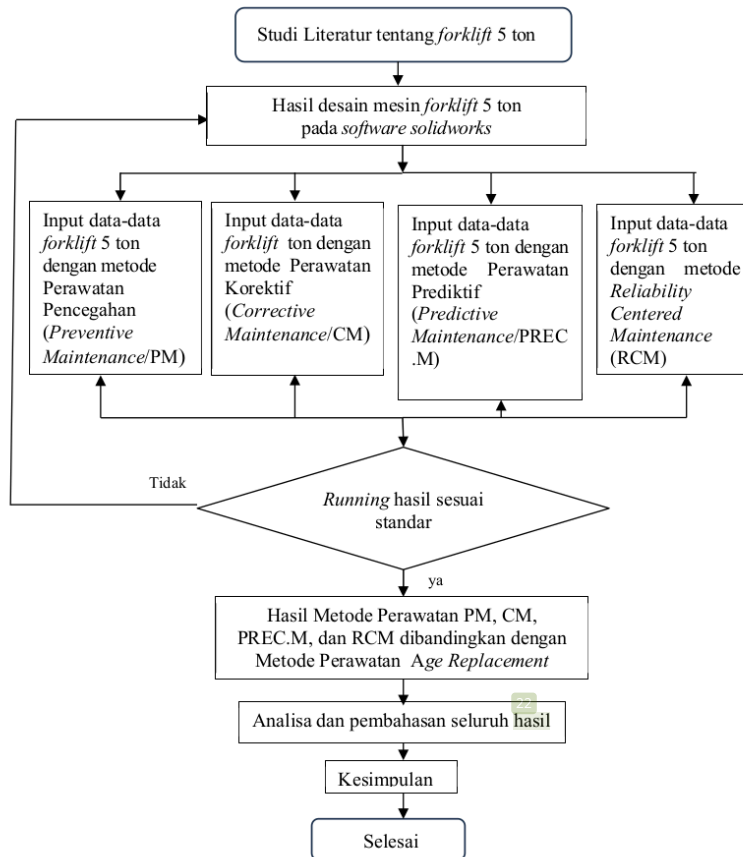 Studi Literatur tentang forklift 5 ton
Hasil desain mesin forklift 5 ton
pada software solidworks
Input data-data
forklift 5 ton
dengan metode
Perawatan
Pencegahan
(Preventive
Maintenance/PM)
Input data-data
forklift ton dengan
metode Perawatan
Korektif
(Corrective
Maintenance/CM)
Input data-data
forklift 5 ton dengan
metode Perawatan
Prediktif
(Predictive
Maintenance/PREC
.M)
Input data-data
forklift 5 ton
dengan metode
Reliability
Centered
Maintenance
(RCM)
Tidak
Running hasil sesuai
standar
ya
Hasil Metode Perawatan PM, CM,
PREC.M, dan RCM dibandingkan dengan
Metode Perawatan Age Replacement
22
Analisa dan pembahasan seluruh hasil
Kesimpulan
Selesai